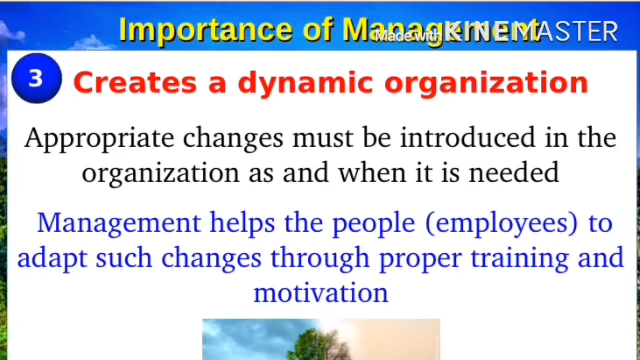 Importance of Management
Made with KINEMASTER
3
Creates a dynamic organization
Appropriate changes must be introduced in the
organization as and when it is needed
Management helps the people (employees) to
adapt such changes through proper training and
motivation